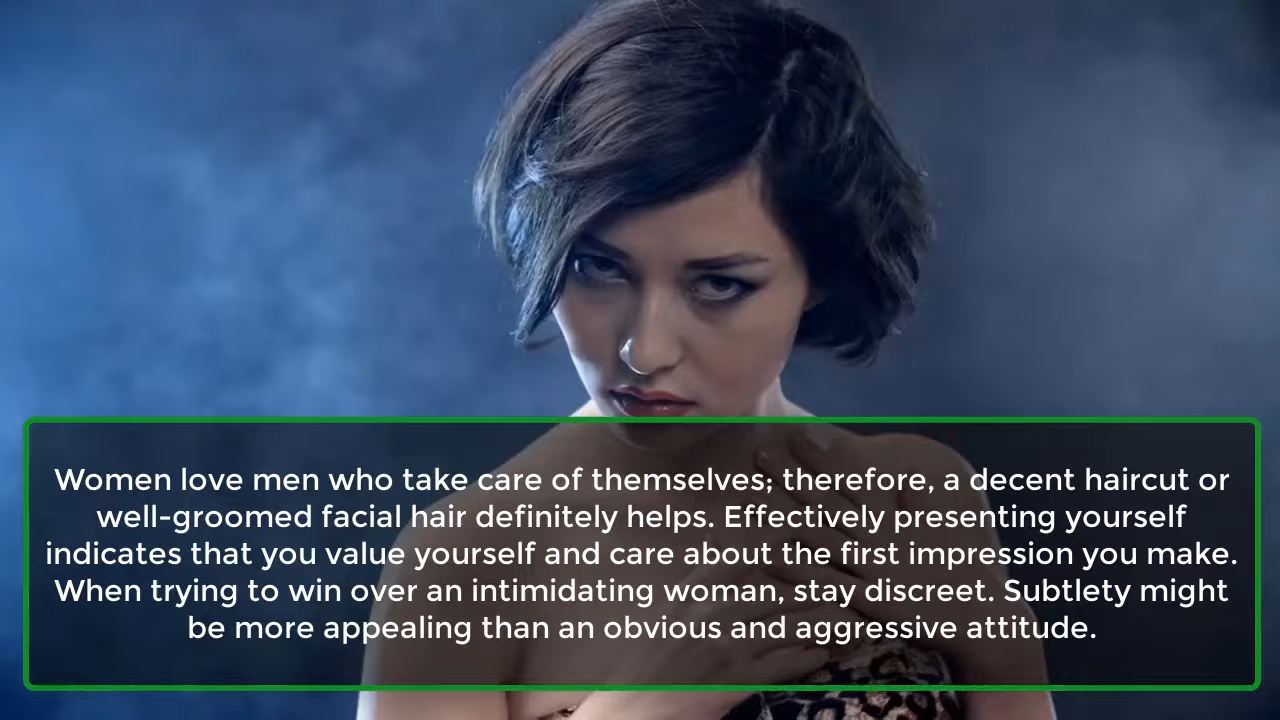 Women love men who take care of themselves; therefore, a decent haircut or
well-groomed facial hair definitely helps. Effectively presenting yourself
indicates that you value yourself and care about the first impression you make.
When trying to win over an intimidating woman, stay discreet. Subtlety might
be more appealing than an obvious and aggressive attitude.